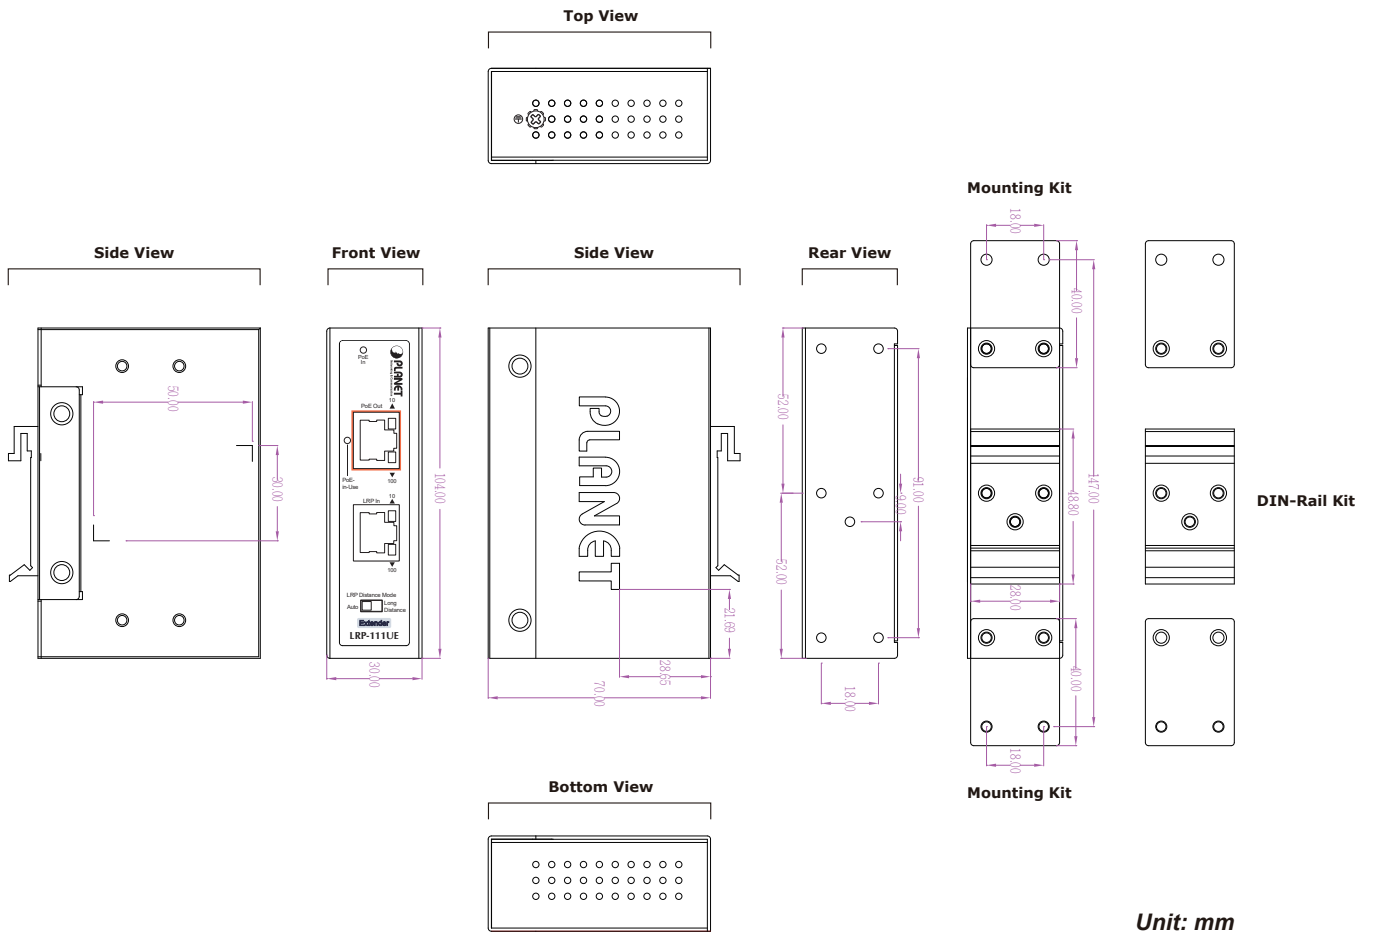 Top View
Mounting Kit
18.00
Side View
Front View
Side View
Rear View
40.00
PoE
In
PLANET
10
PoE Out
PoE-
in-Use
100
LRP In
10
100
LRP Distance Mode
Auto
Long
Distance
Extender
LRP-111UE
50.00
30.00
104.00
30.00
PLANET
21.69
28.65
70.00
52.00
52.00
91.00
9.00
18.00
147.00
48.80
28.00
40.00
18.00
DIN-Rail Kit
Mounting Kit
Bottom View
Unit: mm